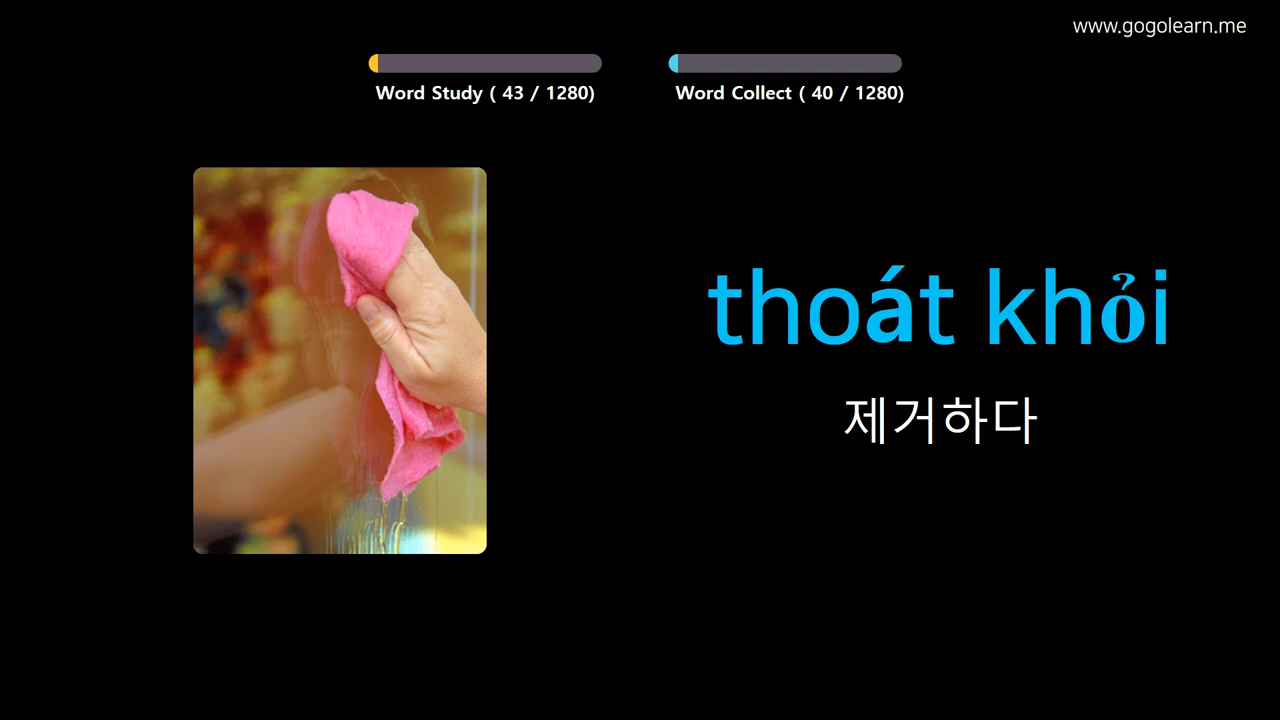 www.gogolearn.me
Word Study ( 43 / 1280)
Word Collect ( 40 / 1280)
thoát khỏi
제거하다